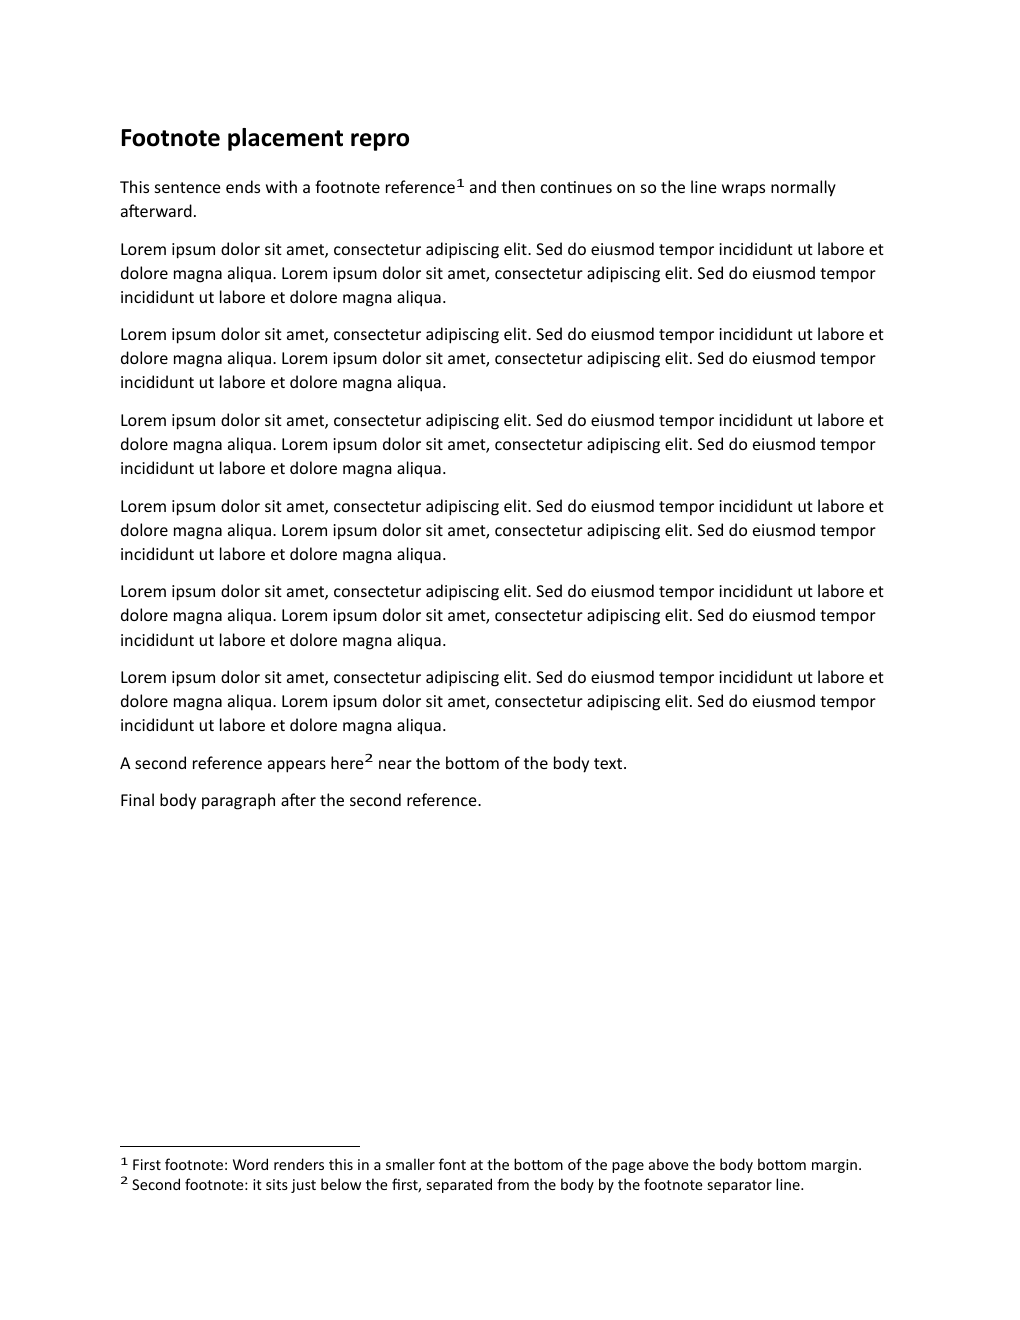 Footnote placement repro
This sentence ends with a footnote reference¹ and then continues on so the line wraps normally
afterward.
Lorem ipsum dolor sit amet, consectetur adipiscing elit. Sed do eiusmod tempor incididunt ut labore et
dolore magna aliqua. Lorem ipsum dolor sit amet, consectetur adipiscing elit. Sed do eiusmod tempor
incididunt ut labore et dolore magna aliqua.
Lorem ipsum dolor sit amet, consectetur adipiscing elit. Sed do eiusmod tempor incididunt ut labore et
dolore magna aliqua. Lorem ipsum dolor sit amet, consectetur adipiscing elit. Sed do eiusmod tempor
incididunt ut labore et dolore magna aliqua.
Lorem ipsum dolor sit amet, consectetur adipiscing elit. Sed do eiusmod tempor incididunt ut labore et
dolore magna aliqua. Lorem ipsum dolor sit amet, consectetur adipiscing elit. Sed do eiusmod tempor
incididunt ut labore et dolore magna aliqua.
Lorem ipsum dolor sit amet, consectetur adipiscing elit. Sed do eiusmod tempor incididunt ut labore et
dolore magna aliqua. Lorem ipsum dolor sit amet, consectetur adipiscing elit. Sed do eiusmod tempor
incididunt ut labore et dolore magna aliqua.
Lorem ipsum dolor sit amet, consectetur adipiscing elit. Sed do eiusmod tempor incididunt ut labore et
dolore magna aliqua. Lorem ipsum dolor sit amet, consectetur adipiscing elit. Sed do eiusmod tempor
incididunt ut labore et dolore magna aliqua.
Lorem ipsum dolor sit amet, consectetur adipiscing elit. Sed do eiusmod tempor incididunt ut labore et
dolore magna aliqua. Lorem ipsum dolor sit amet, consectetur adipiscing elit. Sed do eiusmod tempor
incididunt ut labore et dolore magna aliqua.
A second reference appears here² near the bottom of the body text.
Final body paragraph after the second reference.
¹ First footnote: Word renders this in a smaller font at the bottom of the page above the body bottom margin.
² Second footnote: it sits just below the first, separated from the body by the footnote separator line.